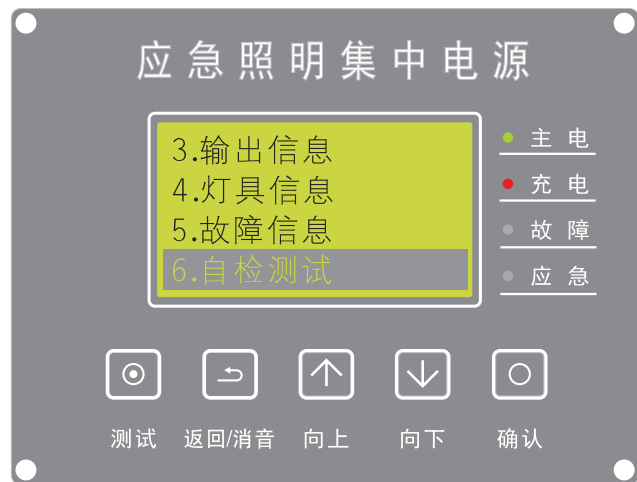 应急照明集中电源
3.输出信息
4.灯具信息
5.故障信息
6.自检测试
主电
充电
故障
应急
测试 返回/消音 向上 向下 确认